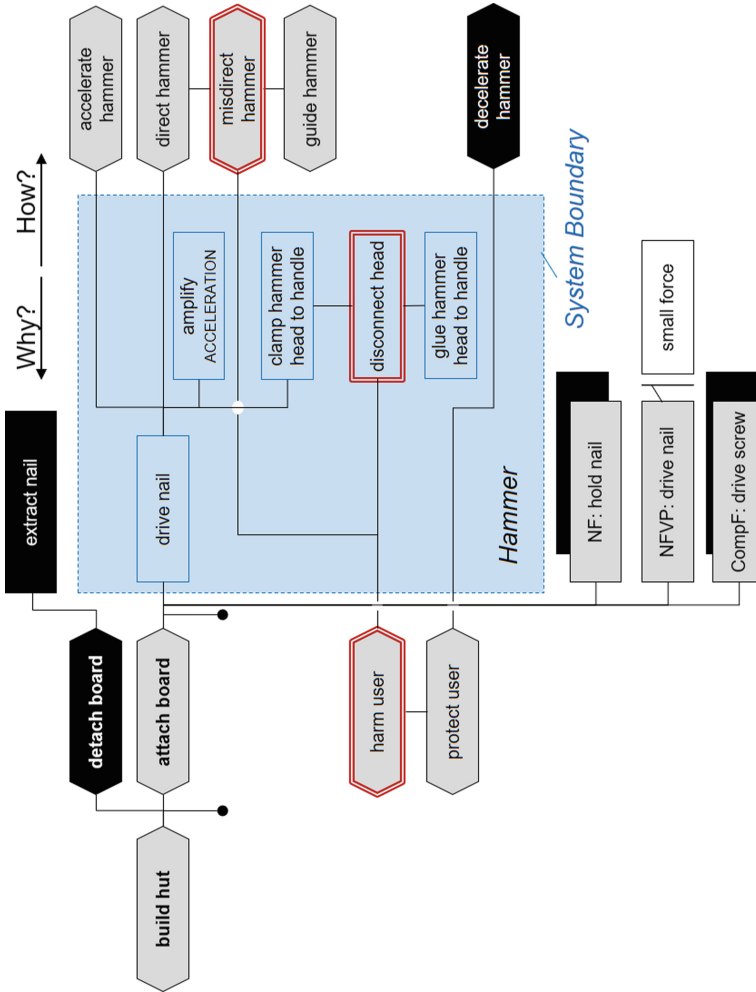 Why?
How?
build hut
detach board
attach board
harm user
protect user
extract nail
drive nail
amplify
ACCELERATION
clamp hammer
head to handle
disconnect head
glue hammer
head to handle
Hammer
accelerate
hammer
direct hammer
misdirect
hammer
guide hammer
decelerate
hammer
System Boundary
NF: hold nail
NFVP: drive nail
small force
CompF: drive screw